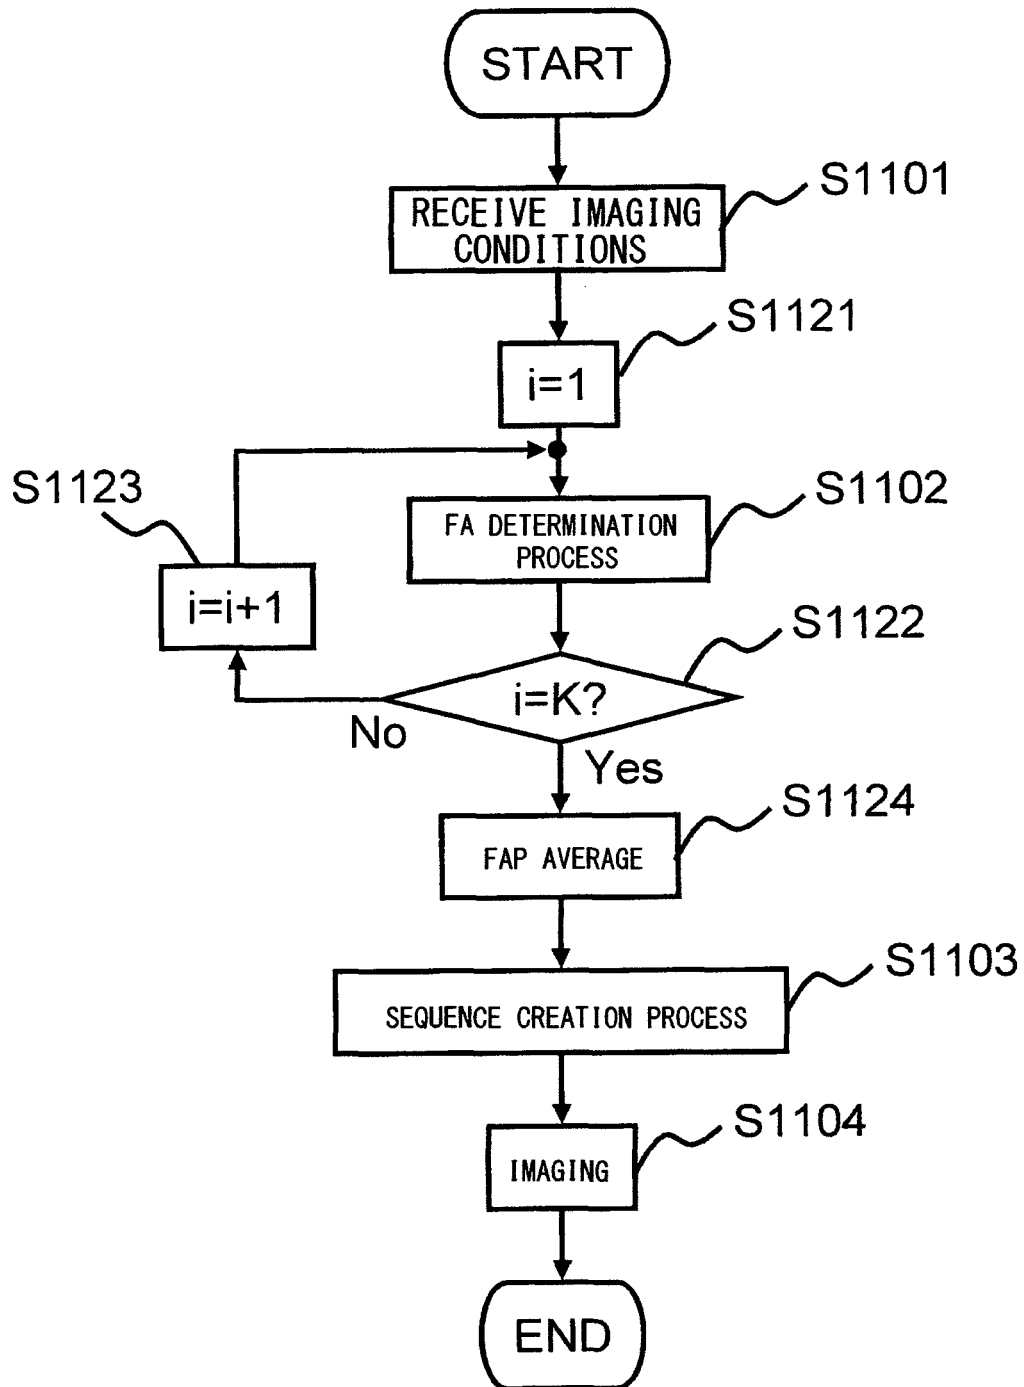 START
S1101
RECEIVE IMAGING
CONDITIONS
S1121
i=1
S1123
S1102
FA DETERMINATION
PROCESS
i=i+1
S1122
i=K?
No
Yes
S1124
FAP AVERAGE
S1103
SEQUENCE CREATION PROCESS
S1104
IMAGING
END